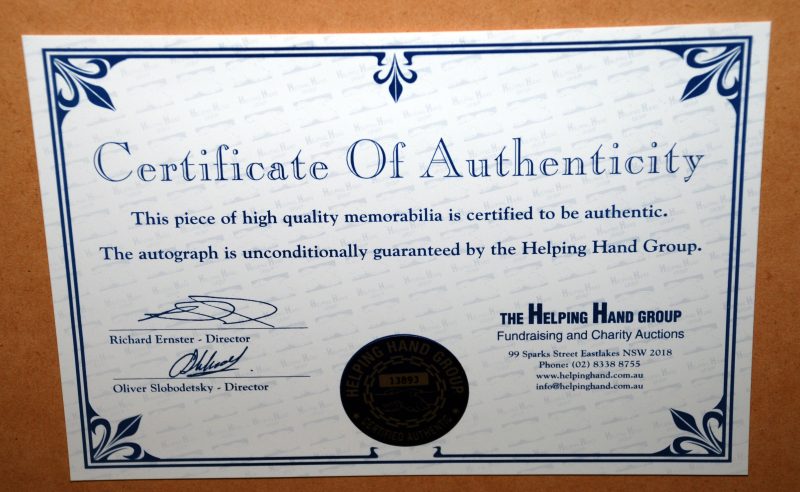 Certificate Of Authenticity
This piece of high quality memorabilia is certified to be authentic.
The autograph is unconditionally guaranteed by the Helping Hand Group.
Richard Ernster - Director
Oliver Slobodetsky - Director
THE HELPING HAND GROUP
Fundraising and Charity Auctions
99 Sparks Street Eastlakes NSW 2018
Phone: (02) 8338 8755
www.helpinghand.com.au
info@helpinghand.com.au
HELPING HAND GROUP
13893
CERTIFIED AUTHENTIC